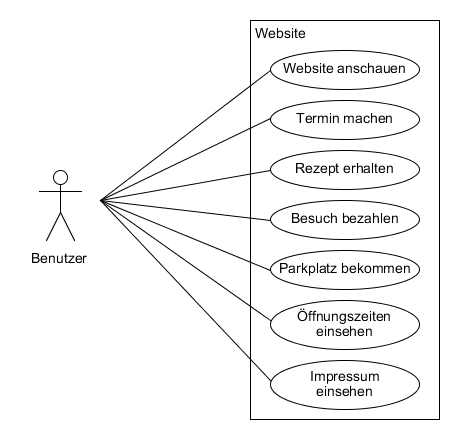 Website
Website anschauen
Termin machen
Rezept erhalten
Besuch bezahlen
Parkplatz bekommen
Öffnungszeiten
einsehen
Impressum
einsehen
Benutzer